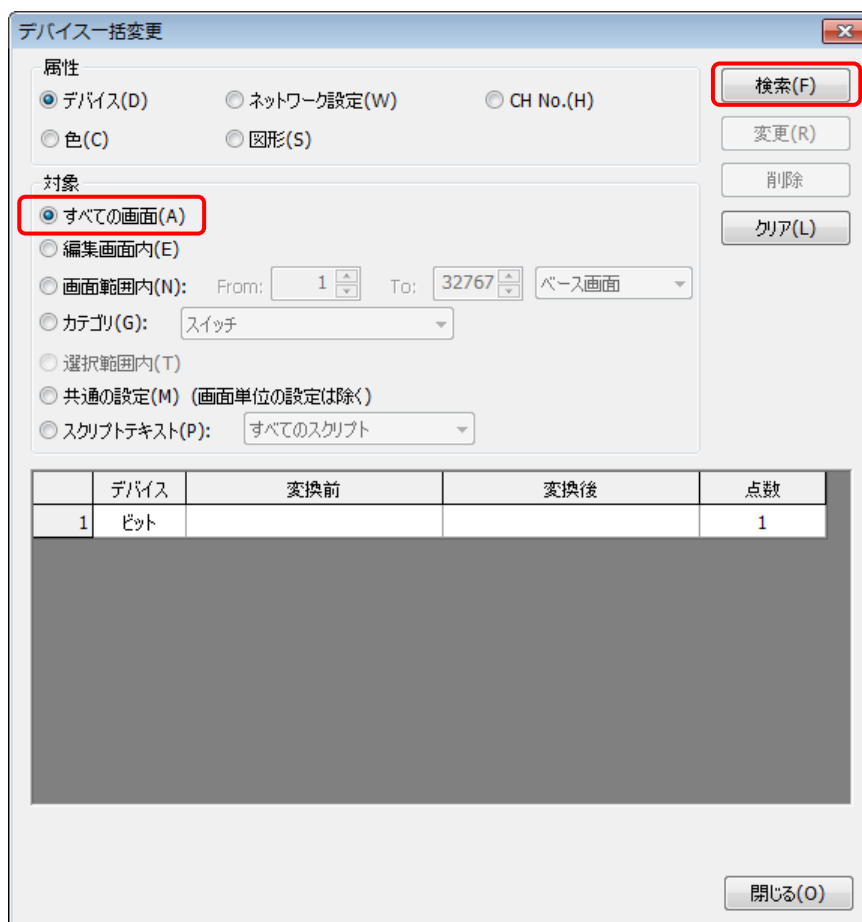 デバイス一括変更
属性
デバイス(D) ネットワーク設定(W) CH No.(H)
色(C) 図形(S)
検索(F)
変更(R)
削除
クリア(L)
対象
すべての画面(A)
編集画面内(E)
画面範囲内(N): From: 1 To: 32767 ベース画面
カテゴリ(G): スイッチ
選択範囲内(T)
共通の設定(M) (画面単位の設定は除く)
スクリプトテキスト(P): すべてのスクリプト
デバイス 変換前 変換後 点数
1 ビット 1
閉じる(O)